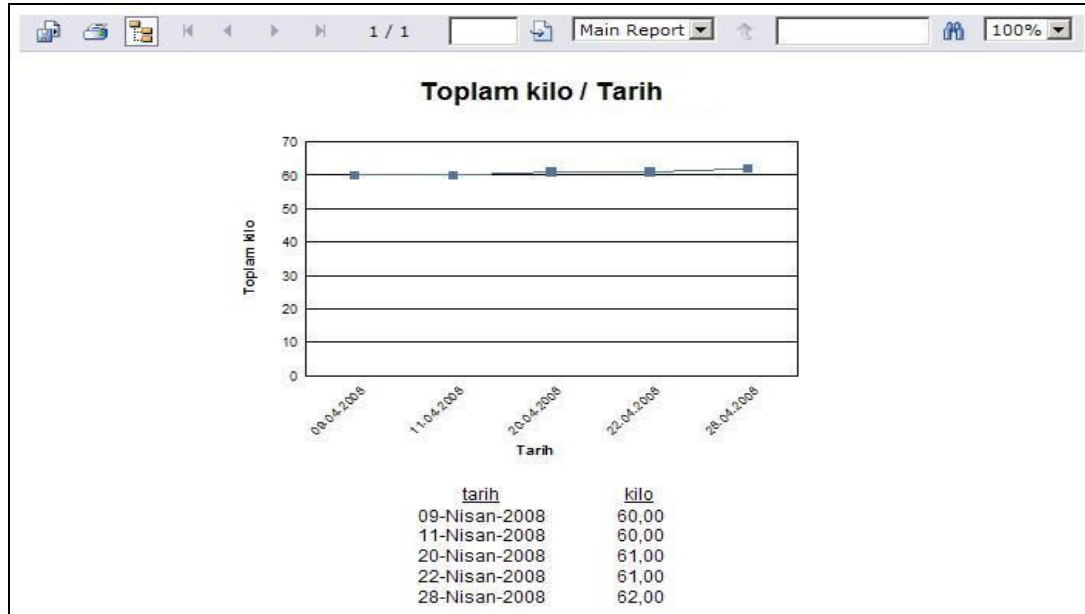 1 / 1 Main Report 100%
Toplam kilo / Tarih
70
60
50
40
30
20
10
0
Toplam kilo
09.04.2008 11.04.2008 20.04.2008 22.04.2008 28.04.2008
Tarih
tarih kilo
09-Nisan-2008 60,00
11-Nisan-2008 60,00
20-Nisan-2008 61,00
22-Nisan-2008 61,00
28-Nisan-2008 62,00